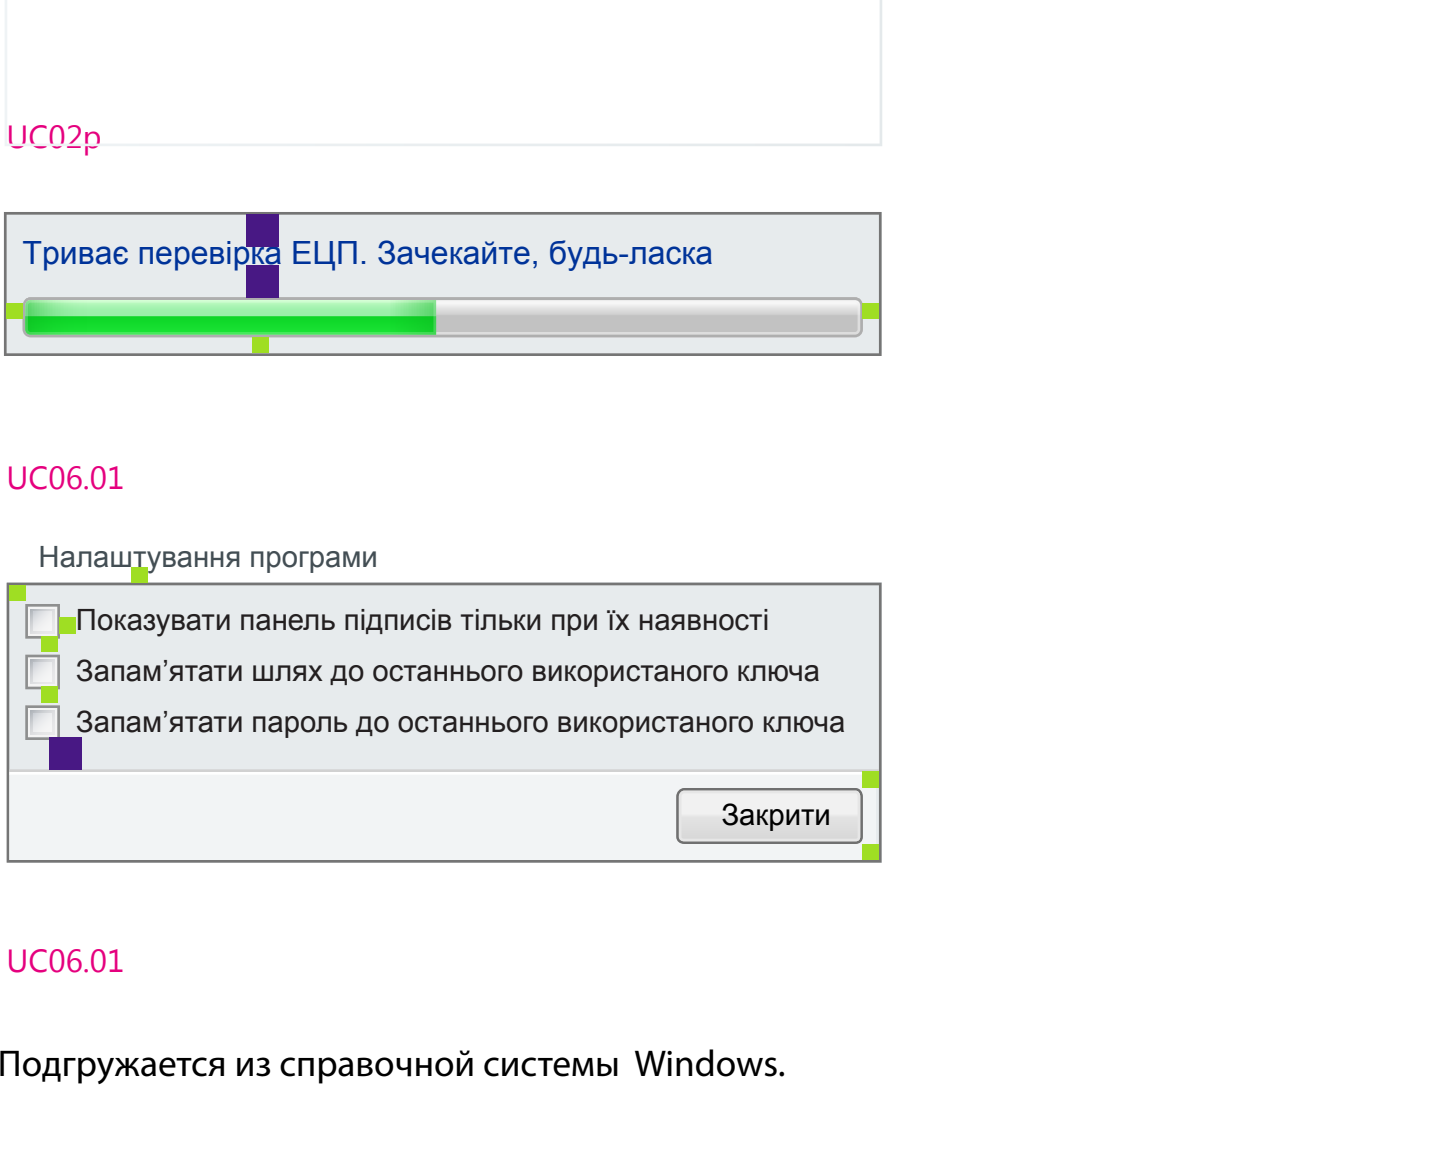 UC02p
Триває перевірка ЕЦП. Зачекайте, будь-ласка
UC06.01
Налаштування програми
Показувати панель підписів тільки при їх наявності
Запам’ятати шлях до останнього використаного ключа
Запам’ятати пароль до останнього використаного ключа
Закрити
UC06.01
Подгружается из справочной системы Windows.